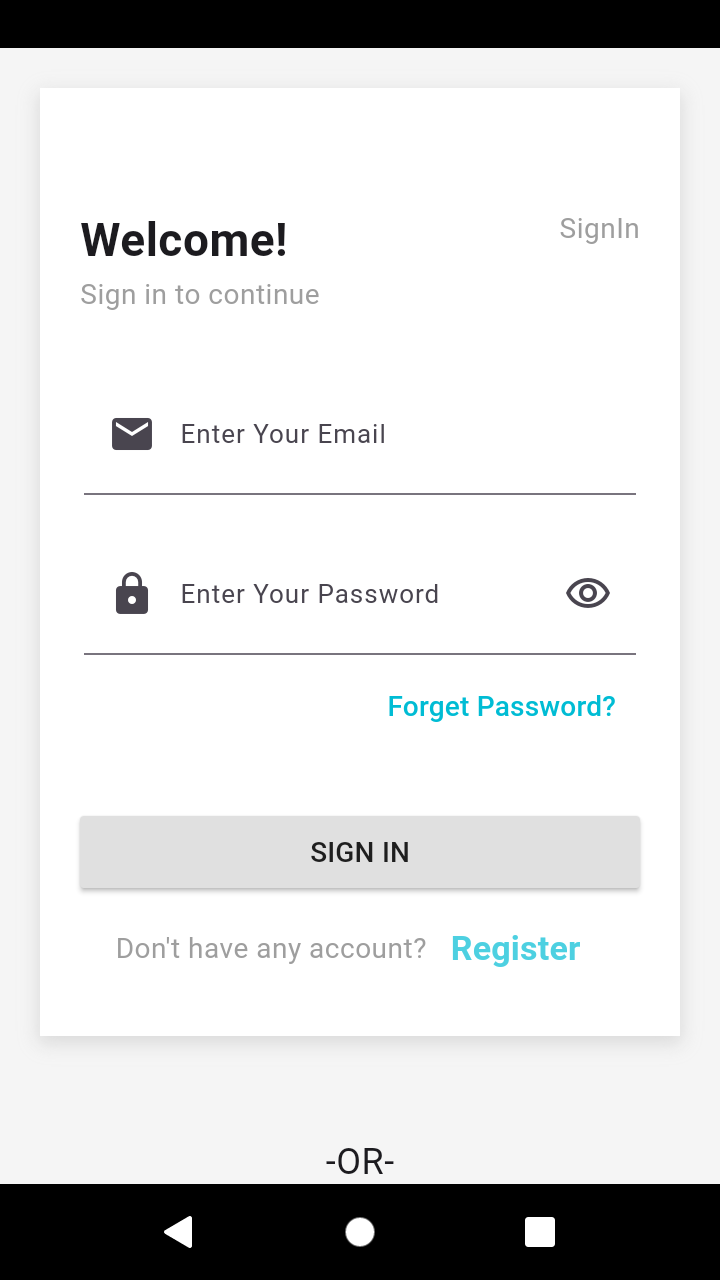 Welcome!
SignIn
Sign in to continue
Enter Your Email
Enter Your Password
Forget Password?
SIGN IN
Don't have any account? Register
-OR-